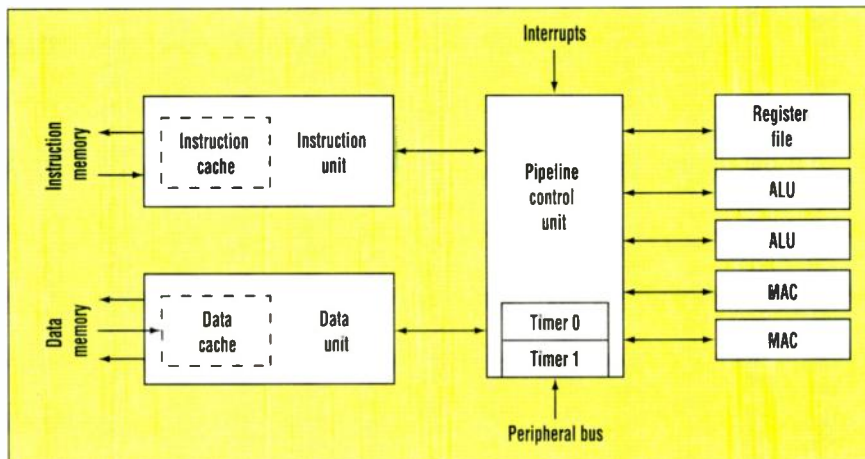 Interrupts
Instruction
memory
Instruction
cache
Instruction
unit
Pipeline
control
unit
Register
file
ALU
ALU
MAC
MAC
Data
memory
Data
cache
Data
unit
Timer 0
Timer 1
Peripheral bus